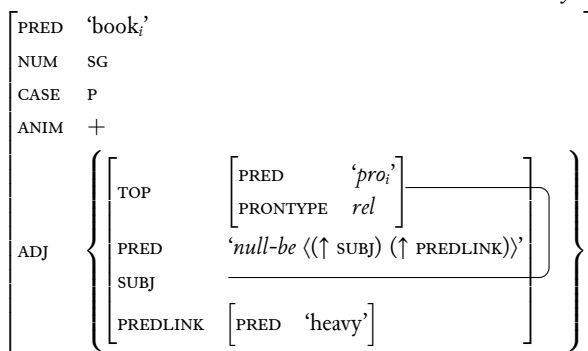 PRED ‘book_i’
NUM SG
CASE P
ANIM +
ADJ
TOP
PRED ‘pro_i’
PRONTYPE rel
PRED ‘null-be ⟨(↑ SUBJ) (↑ PREDLINK)⟩’
SUBJ
PREDLINK
PRED ‘heavy’